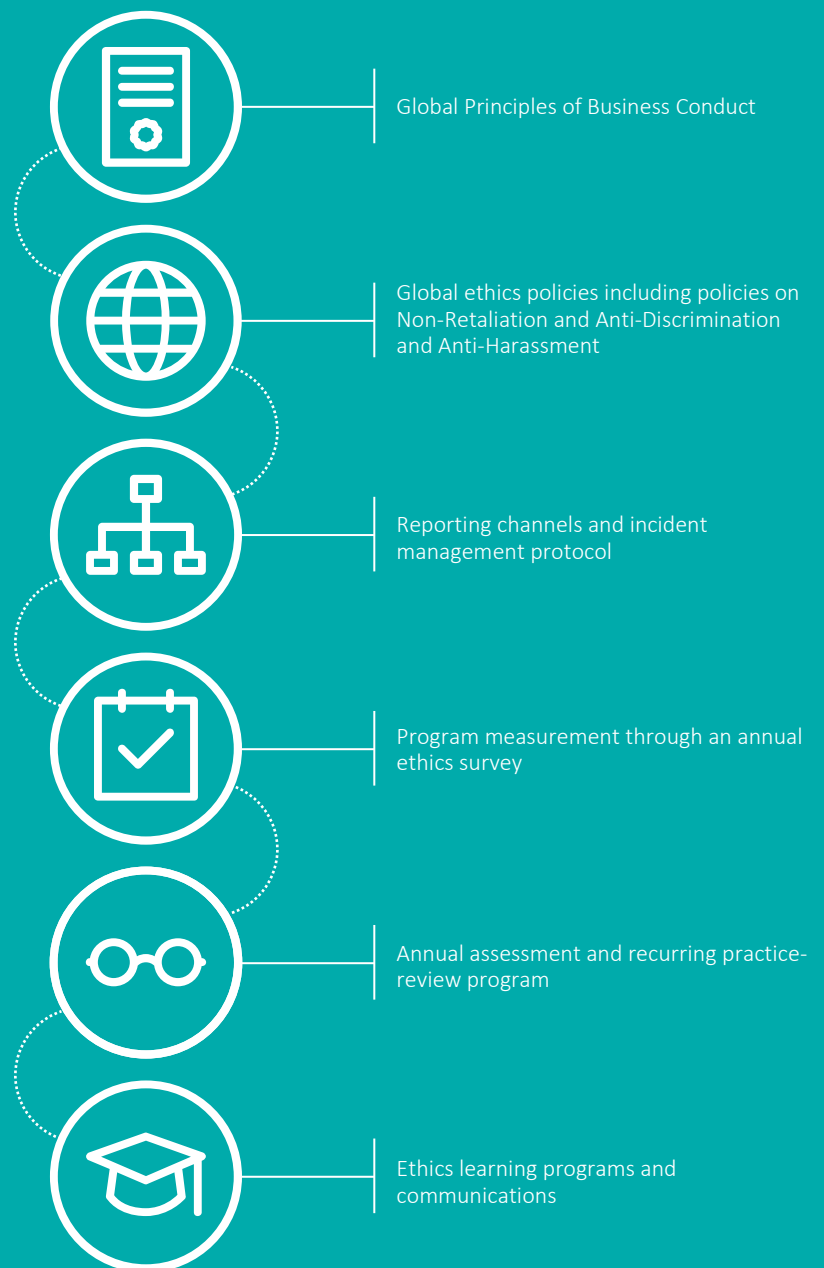 Global Principles of Business Conduct
Global ethics policies including policies on
Non-Retaliation and Anti-Discrimination
and Anti-Harassment
Reporting channels and incident
management protocol
Program measurement through an annual
ethics survey
Annual assessment and recurring practice-
review program
Ethics learning programs and
communications